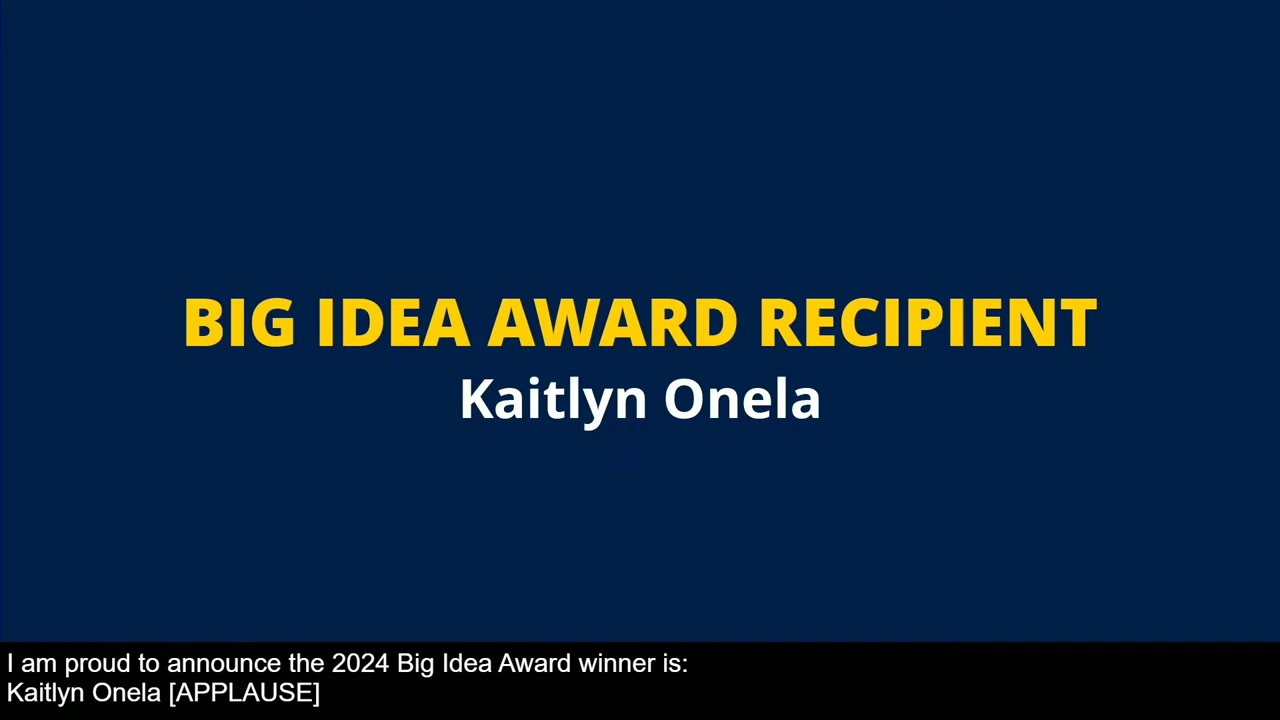 BIG IDEA AWARD RECIPIENT
Kaitlyn Onela
I am proud to announce the 2024 Big Idea Award winner is:
Kaitlyn Onela [APPLAUSE]